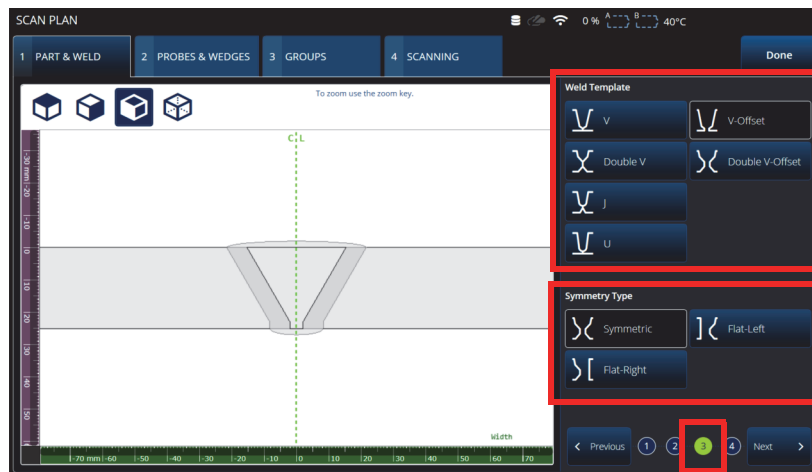 SCAN PLAN
0 % A B 40°C
1 PART & WELD
2 PROBES & WEDGES
3 GROUPS
4 SCANNING
Done
To zoom use the zoom key.
C L
|-30 mm
|-20
|-10
|0
|10
|20
|30
|40
|50
Width
|-70 mm |-60 |-50 |-40 |-30 |-20 |-10 |0 |10 |20 |30 |40 |50 |60 |70
Weld Template
V
V-Offset
Double V
Double V-Offset
J
U
Symmetry Type
Symmetric
Flat-Left
Flat-Right
< Previous 1 2 3 4 Next >